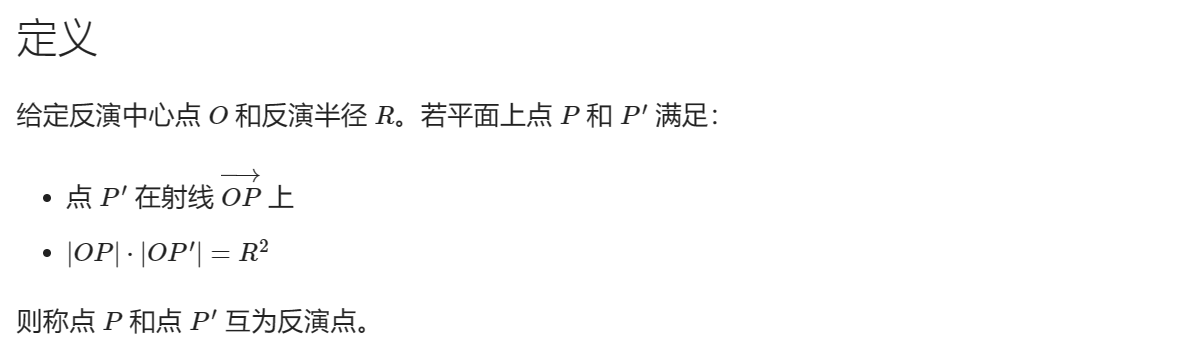 定义
给定反演中心点 $O$ 和反演半径 $R$。若平面上点 $P$ 和 $P'$ 满足：
• 点 $P'$ 在射线 $\overrightarrow{OP}$ 上
• $|OP| \cdot |OP'| = R^2$
则称点 $P$ 和点 $P'$ 互为反演点。